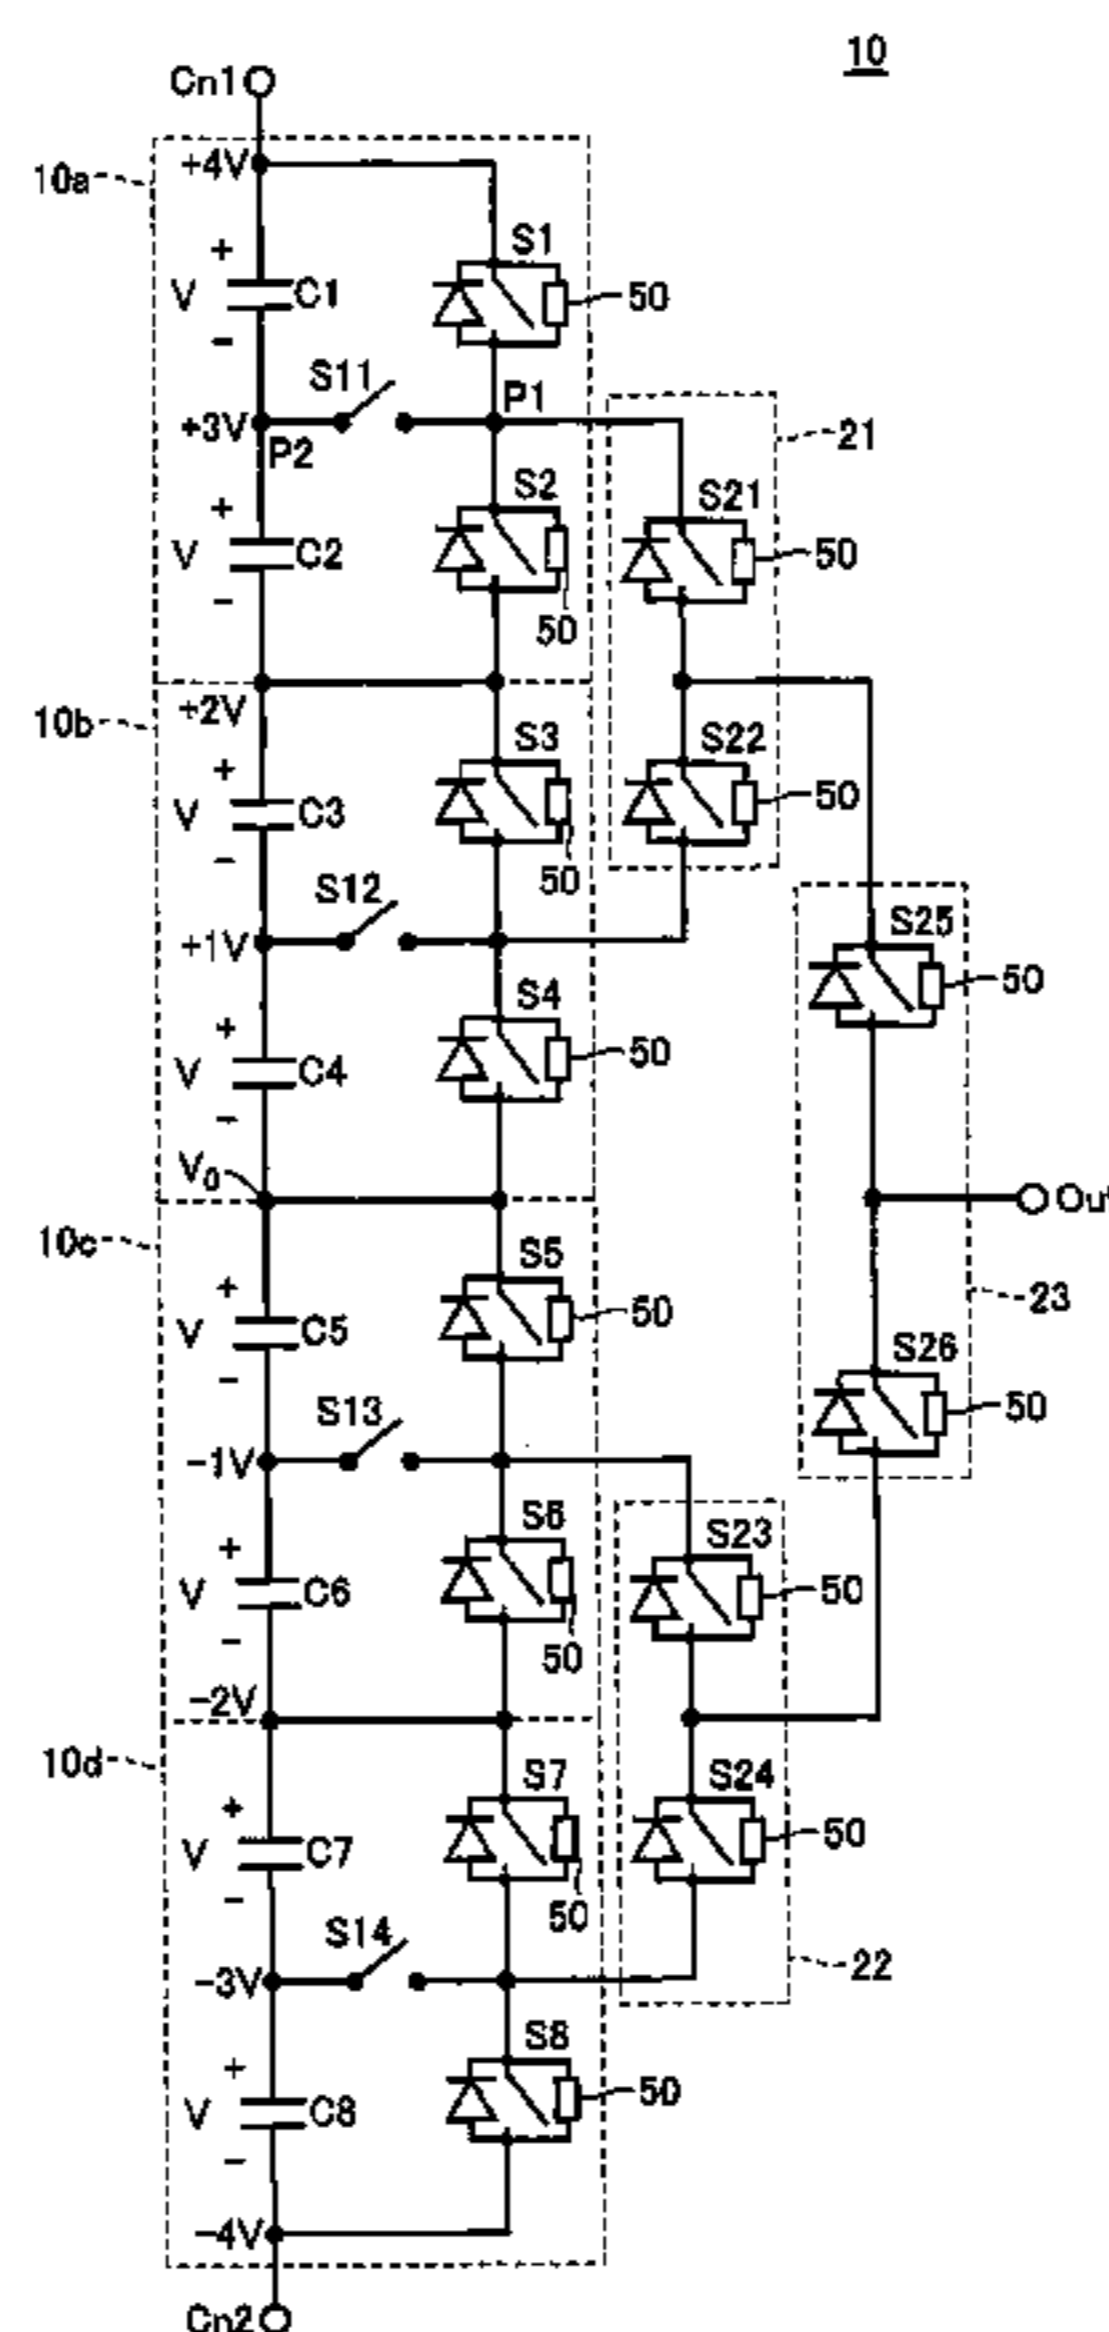 10
Cn1
10a
+4V
S1
+
V
C1
50
-
S11
P1
+3V
P2
21
S2
S21
+
V
C2
50
-
50
+2V
10b
S3
S22
+
V
C3
50
-
50
S12
S25
+1V
50
S4
+
V
C4
50
-
V0
Ou
10c
S5
+
23
V
C5
50
-
S26
S13
50
-1V
S6
S23
+
V
C6
50
-
50
-2V
10d
S7
S24
+
V
C7
50
-
50
S14
22
-3V
S8
+
V
C8
50
-
-4V
Cn2